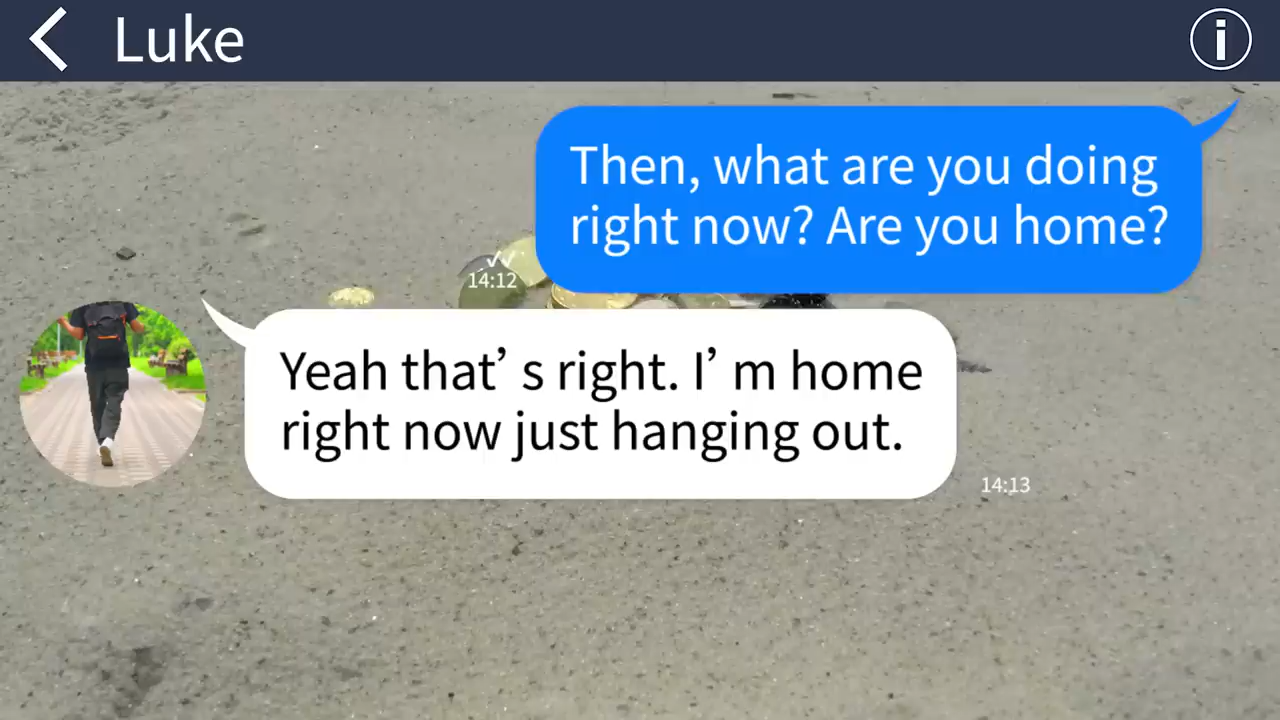 Luke
Then, what are you doing
right now? Are you home?
14:12
Yeah that’ s right. I’ m home
right now just hanging out.
14:13